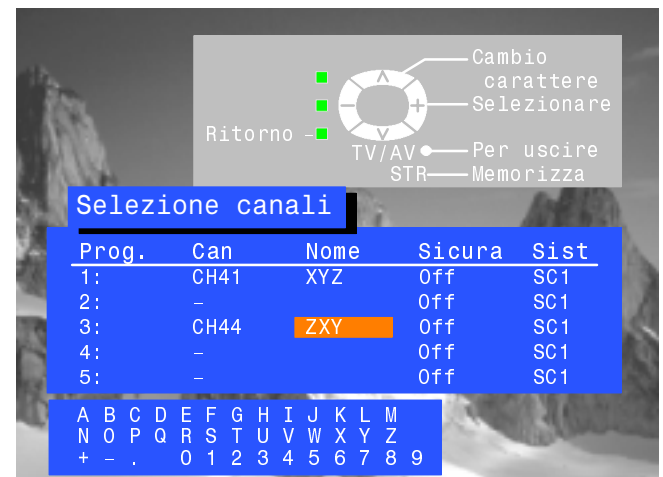 Cambio
carattere
Selezionare
Ritorno –
TV/AV Per uscire
STR Memorizza
Selezione canali
Prog. Can Nome Sicura Sist
1: CH41 XYZ Off SC1
2: – Off SC1
3: CH44 ZXY Off SC1
4: – Off SC1
5: – Off SC1
A B C D E F G H I J K L M
N O P Q R S T U V W X Y Z
+ – . 0 1 2 3 4 5 6 7 8 9